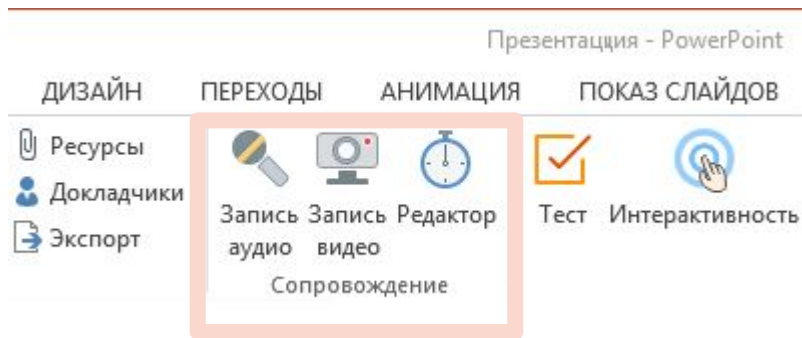 Презентация - PowerPoint
ДИЗАЙН ПЕРЕХОДЫ АНИМАЦИЯ ПОКАЗ СЛАЙДОВ
Ресурсы
Докладчики
Экспорт
Запись аудио
Запись видео
Редактор
Сопровождение
Тест
Интерактивность